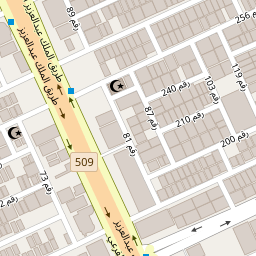 رقم 89
256 رقم
طريق الملك عبدالعزيز
طريق الملك عبدالعزيز
رقم 119
رقم 103
240 رقم
رقم 87
210 رقم
رقم 81
200 رقم
509
رقم 73
عبدالعزيز